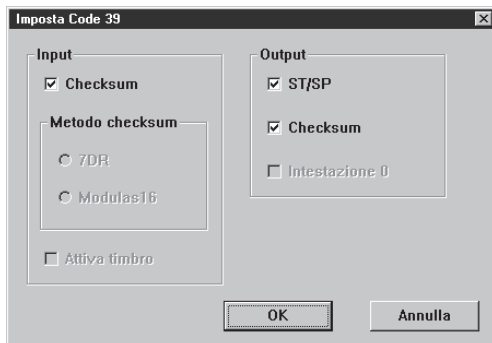 Imposta Code 39
Input
Checksum
Metodo checksum
7DR
Modulas16
Attiva timbro
Output
ST/SP
Checksum
Intestazione 0
OK
Annulla